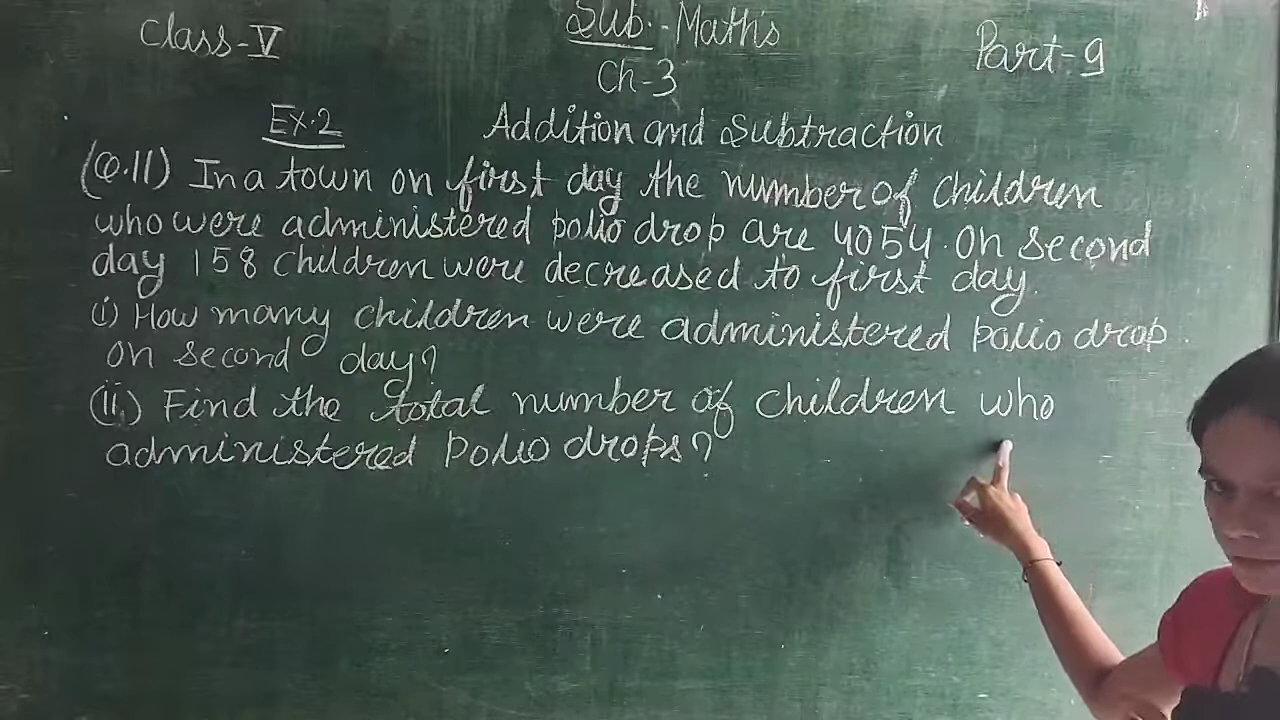 Class-V
Sub.-Maths
Part-9
Ch-3
Ex.2
Addition and Subtraction
(Q.11) In a town on first day the number of children
who were administered polio drop are 4054. On second
day 158 children were decreased to first day.
(i) How many children were administered polio drop
on second day?
(ii) Find the total number of children who
administered polio drops?